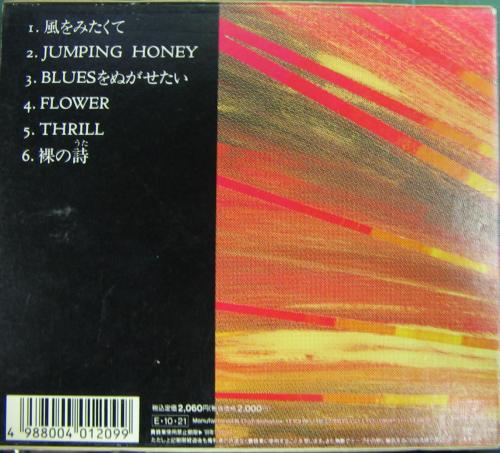 1. 風をみたくて
2. JUMPING HONEY
3. BLUESをぬがせたい
4. FLOWER
5. THRILL
6. 裸の詩
うた
税込定価2,060円(税抜価格2,000円)
E・10・21
4 988004 012099